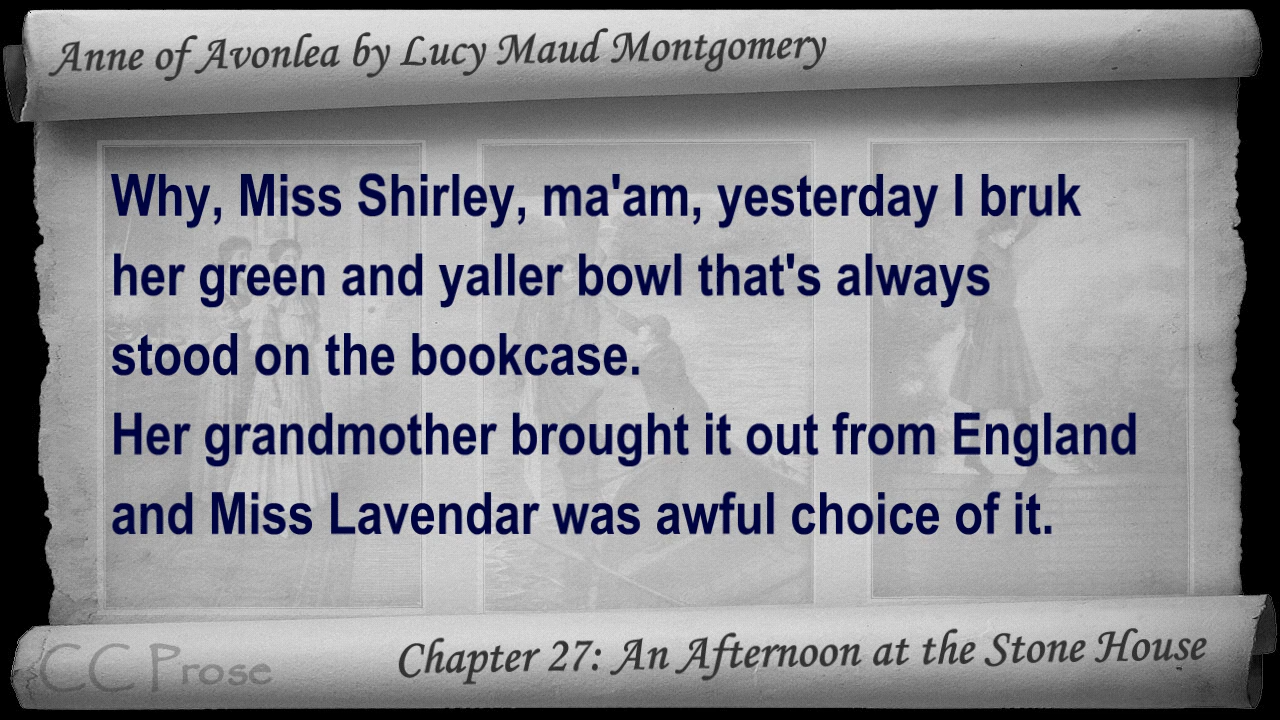 Anne of Avonlea by Lucy Maud Montgomery
Why, Miss Shirley, ma'am, yesterday I bruk
her green and yaller bowl that's always
stood on the bookcase.
Her grandmother brought it out from England
and Miss Lavendar was awful choice of it.
CC Prose
Chapter 27: An Afternoon at the Stone House